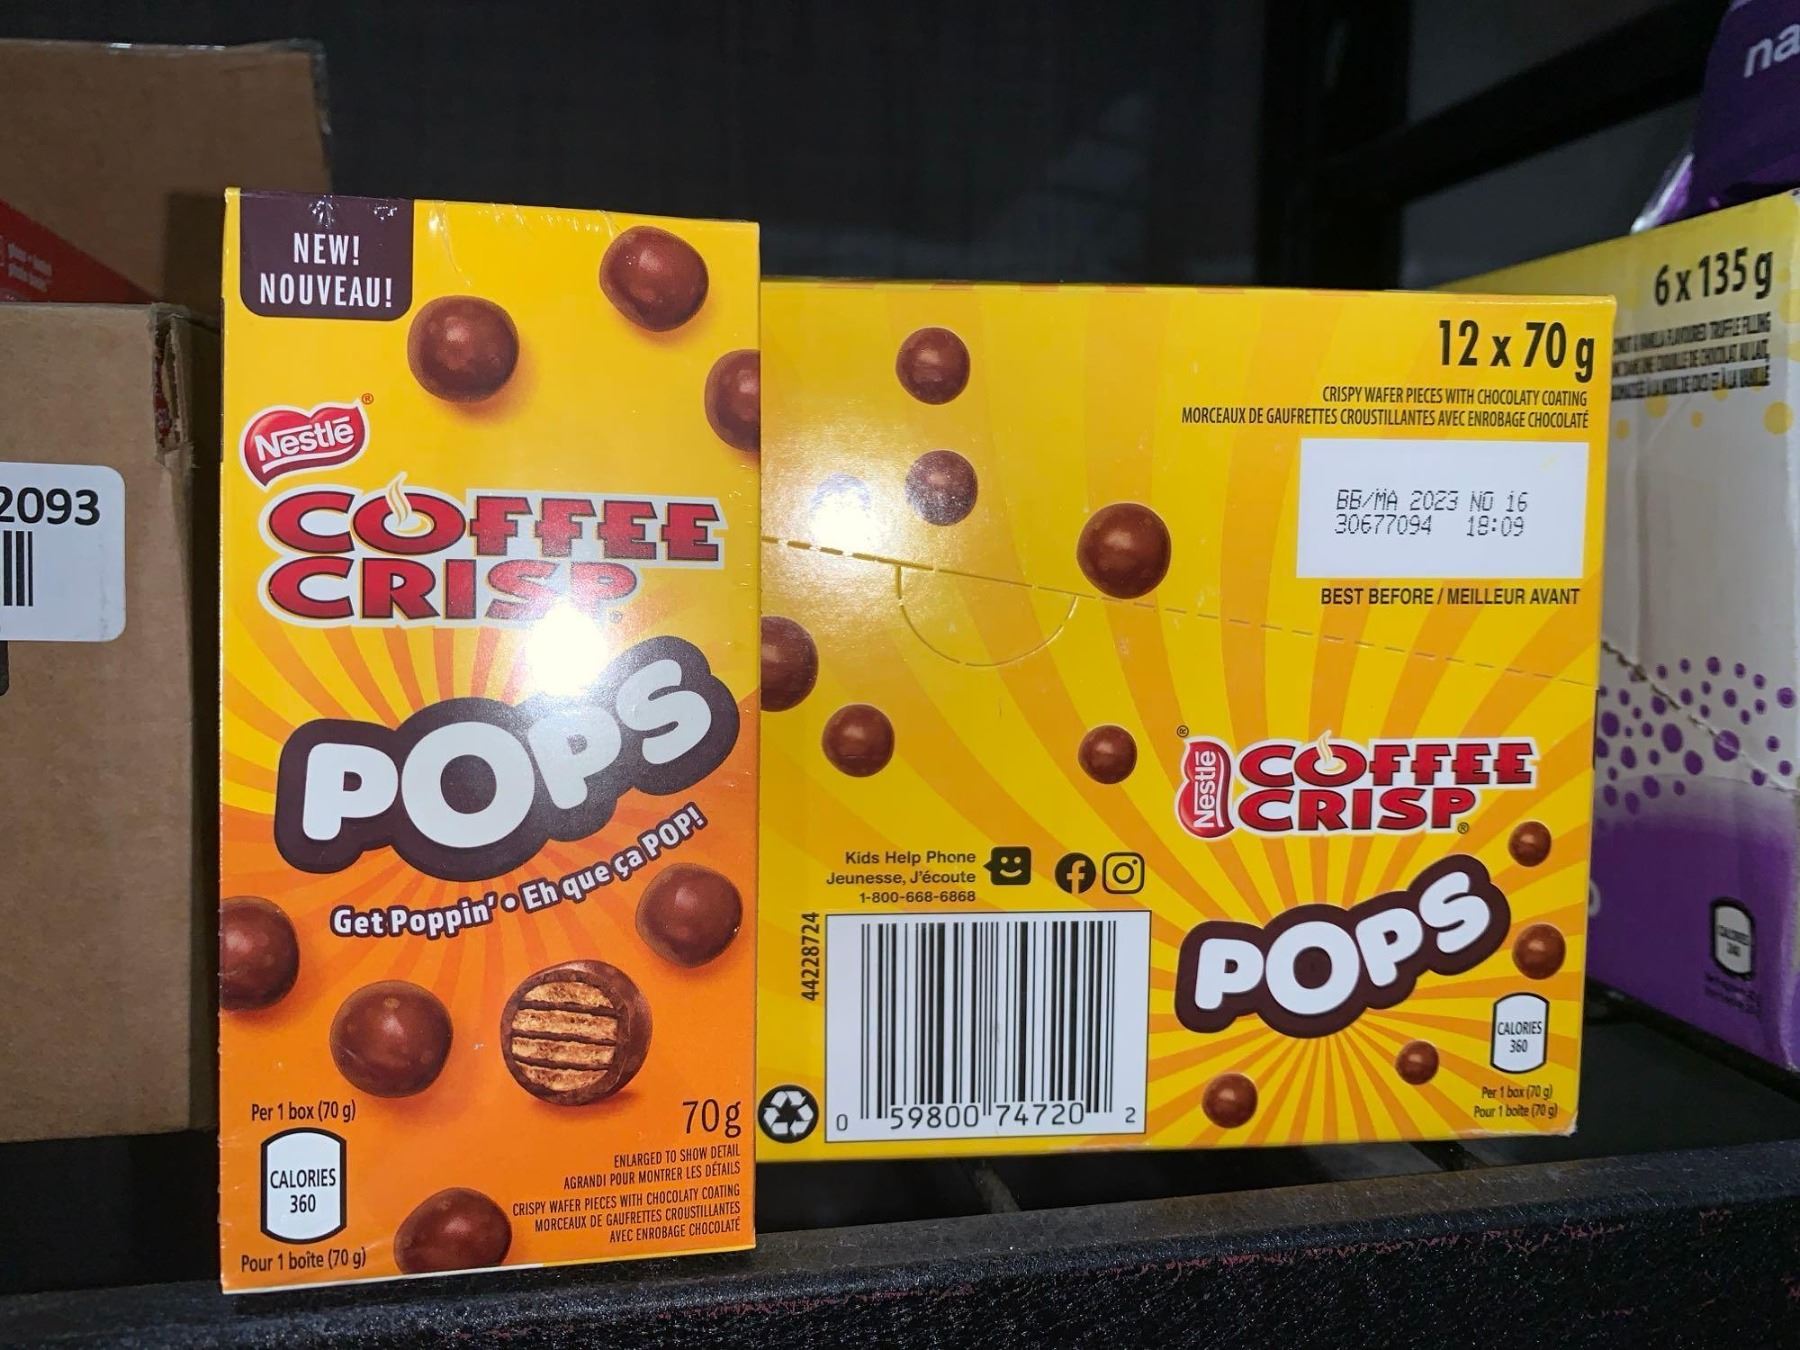 2093
NEW!
NOUVEAU!
Nestlé®
COFFEE
CRISP
POPS
Get Poppin' • Eh que ça POP!
Per 1 box (70 g)
CALORIES
360
Pour 1 boîte (70 g)
70 g
ENLARGED TO SHOW DETAIL
AGRANDI POUR MONTRER LES DÉTAILS
CRISPY WAFER PIECES WITH CHOCOLATY COATING
MORCEAUX DE GAUFRETTES CROUSTILLANTES
AVEC ENROBAGE CHOCOLATÉ
12 x 70 g
CRISPY WAFER PIECES WITH CHOCOLATY COATING
MORCEAUX DE GAUFRETTES CROUSTILLANTES AVEC ENROBAGE CHOCOLATÉ
BB/MA 2023 NO 16
30677094 18:09
BEST BEFORE / MEILLEUR AVANT
Nestlé®
COFFEE
CRISP®
POPS
Kids Help Phone
Jeunesse, J'écoute
1-800-668-6868
44228724
0 59800 74720 2
CALORIES
360
Per 1 box (70 g)
Pour 1 boîte (70 g)
na
6 x 135 g